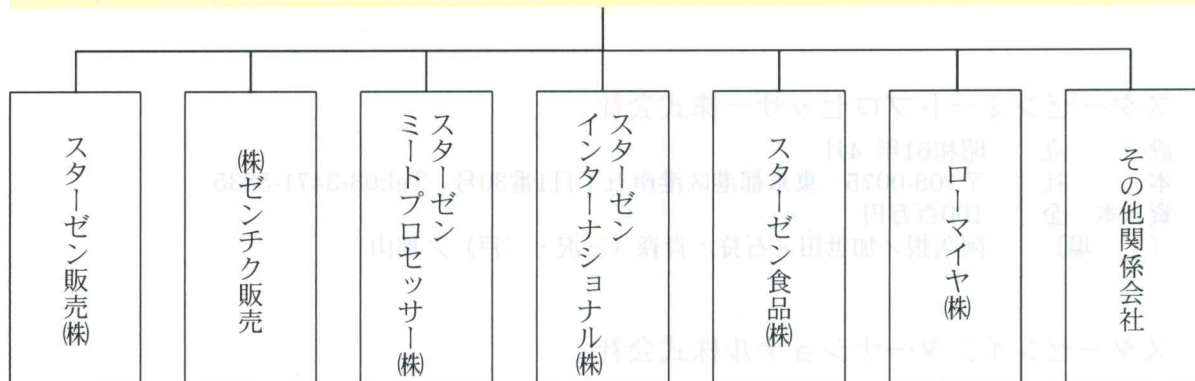 スターゼン販売㈱
㈱ゼンチク販売
スターゼン
ミートプロセッサー㈱
スターゼン
インターナショナル㈱
スターゼン食品㈱
ローマイヤ㈱
その他関係会社